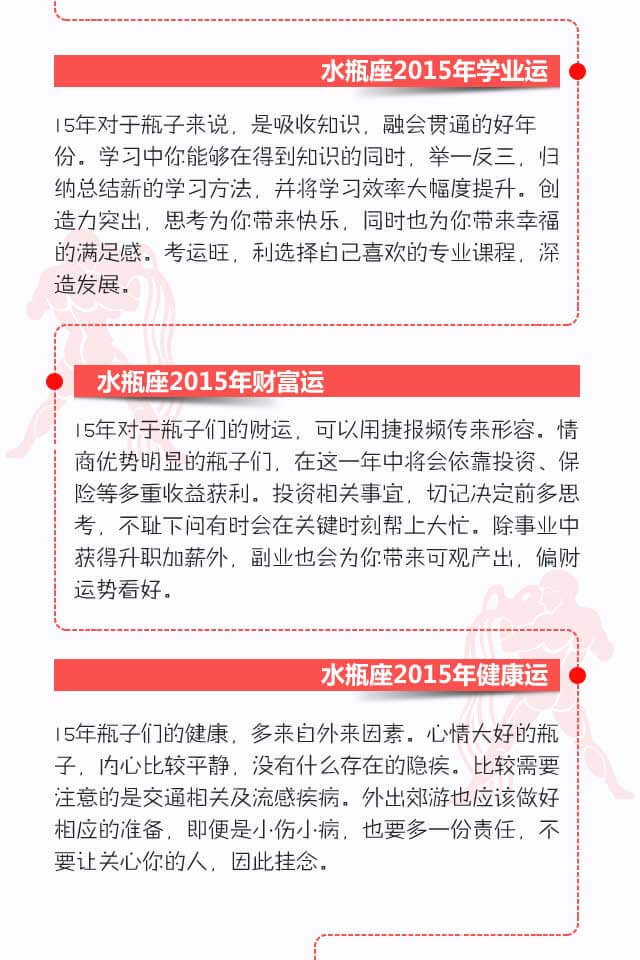 水瓶座2015年学业运
15年对于瓶子来说，是吸收知识，融会贯通的好年
份。学习中你能够在得到知识的同时，举一反三，归
纳总结新的学习方法，并将学习效率大幅度提升。创
造力突出，思考为你带来快乐，同时也为你带来幸福
的满足感。考运旺，利选择自己喜欢的专业课程，深
造发展。
水瓶座2015年财富运
15年对于瓶子们的财运，可以用捷报频传来形容。情
商优势明显的瓶子们，在这一年中将会依靠投资、保
险等多重收益获利。投资相关事宜，切记决定前多思
考，不耻下问有时会在关键时刻帮上大忙。除事业中
获得升职加薪外，副业也会为你带来可观产出，偏财
运势看好。
水瓶座2015年健康运
15年瓶子们的健康，多来自外来因素。心情大好的瓶
子，内心比较平静，没有什么存在的隐疾。比较需要
注意的是交通相关及流感疾病。外出郊游也应该做好
相应的准备，即便是小伤小病，也要多一份责任，不
要让关心你的人，因此挂念。